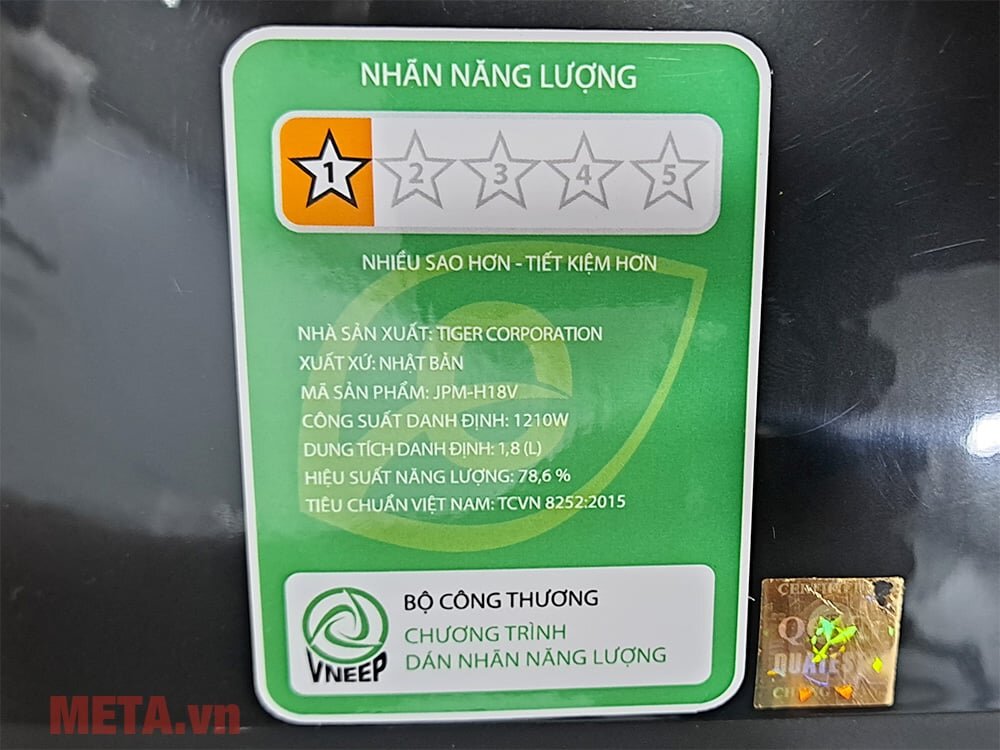 NHÃN NĂNG LƯỢNG
1 2 3 4 5
NHIỀU SAO HƠN - TIẾT KIỆM HƠN
NHÀ SẢN XUẤT: TIGER CORPORATION
XUẤT XỨ: NHẬT BẢN
MÃ SẢN PHẨM: JPM-H18V
CÔNG SUẤT DANH ĐỊNH: 1210W
DUNG TÍCH DANH ĐỊNH: 1,8 (L)
HIỆU SUẤT NĂNG LƯỢNG: 78,6 %
TIÊU CHUẨN VIỆT NAM: TCVN 8252:2015
BỘ CÔNG THƯƠNG
CHƯƠNG TRÌNH
DÁN NHÃN NĂNG LƯỢNG
VNEEP
META.vn